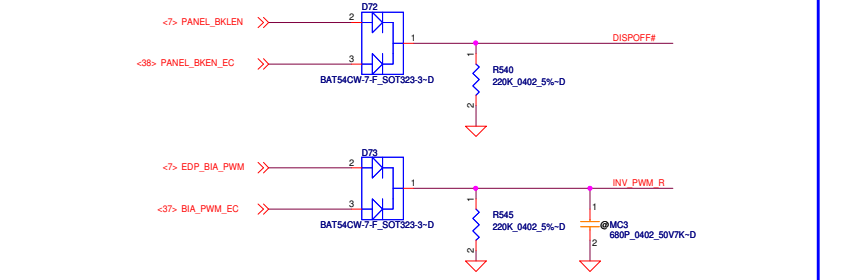 D72
<7> PANEL_BKLEN
2
1
DISPOFF#
<38> PANEL_BKEN_EC
3
BAT54CW-7-F_SOT323-3~D
1
R540
220K_0402_5%~D
2
D73
<7> EDP_BIA_PWM
2
1
INV_PWM_R
<37> BIA_PWM_EC
3
BAT54CW-7-F_SOT323-3~D
1
R545
220K_0402_5%~D
2
1
@MC3
680P_0402_50V7K~D
2